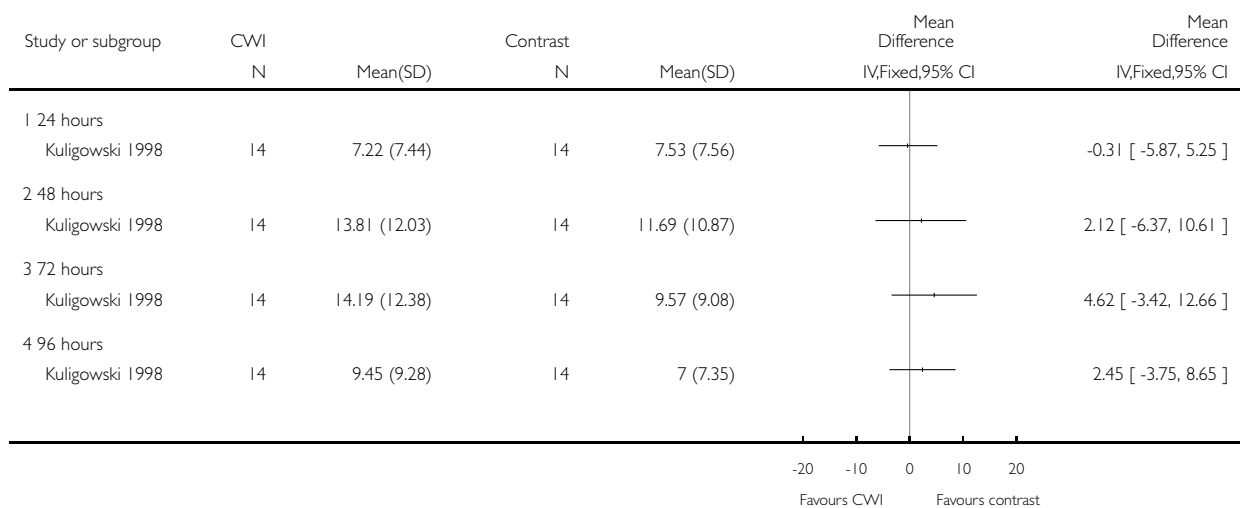 Mean Mean
Study or subgroup CWI Contrast Difference Difference
N Mean(SD) N Mean(SD) IV,Fixed,95% CI IV,Fixed,95% CI
1 24 hours
Kuligowski 1998 14 7.22 (7.44) 14 7.53 (7.56) -0.31 [ -5.87, 5.25 ]
2 48 hours
Kuligowski 1998 14 13.81 (12.03) 14 11.69 (10.87) 2.12 [ -6.37, 10.61 ]
3 72 hours
Kuligowski 1998 14 14.19 (12.38) 14 9.57 (9.08) 4.62 [ -3.42, 12.66 ]
4 96 hours
Kuligowski 1998 14 9.45 (9.28) 14 7 (7.35) 2.45 [ -3.75, 8.65 ]
-20 -10 0 10 20
Favours CWI Favours contrast